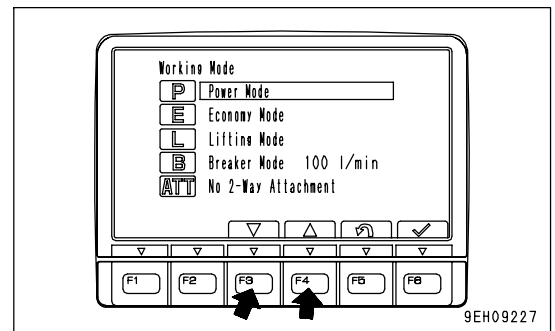 Working Mode
P Power Mode
E Economy Mode
L Lifting Mode
B Breaker Mode 100 l/min
ATT No 2-Way Attachment
F1 F2 F3 F4 F5 F6
9EH09227